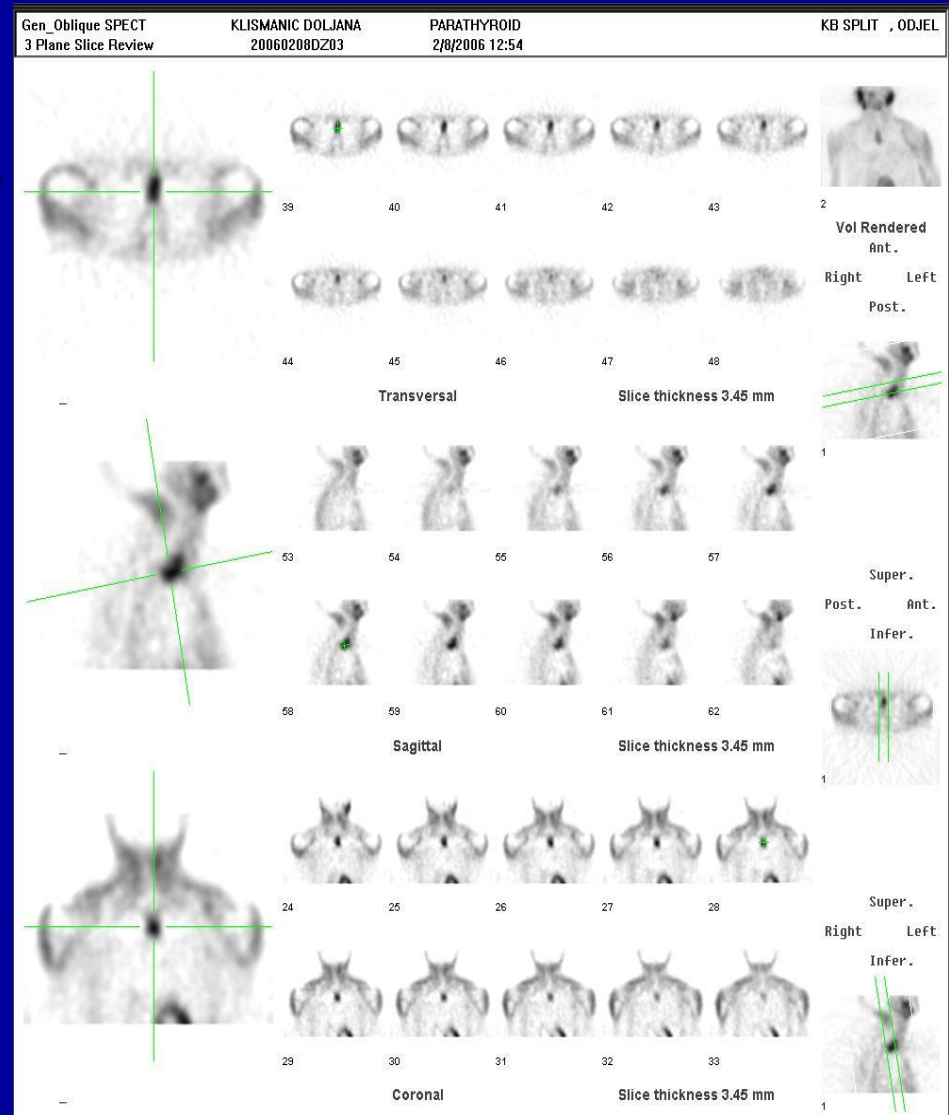 Gen_Oblique SPECT KLISMANIC DOLJANA PARATHYROID KB SPLIT , ODJEL
3 Plane Slice Review 20060208DZ03 2/8/2006 12:54
39 40 41 42 43
2
Vol Rendered
Ant.
Right Left
Post.
44 45 46 47 48
Transversal Slice thickness 3.45 mm
1
53 54 55 56 57
Super.
Post. Ant.
Infer.
58 59 60 61 62
Sagittal Slice thickness 3.45 mm
1
24 25 26 27 28
Super.
Right Left
Infer.
29 30 31 32 33
Coronal Slice thickness 3.45 mm
1